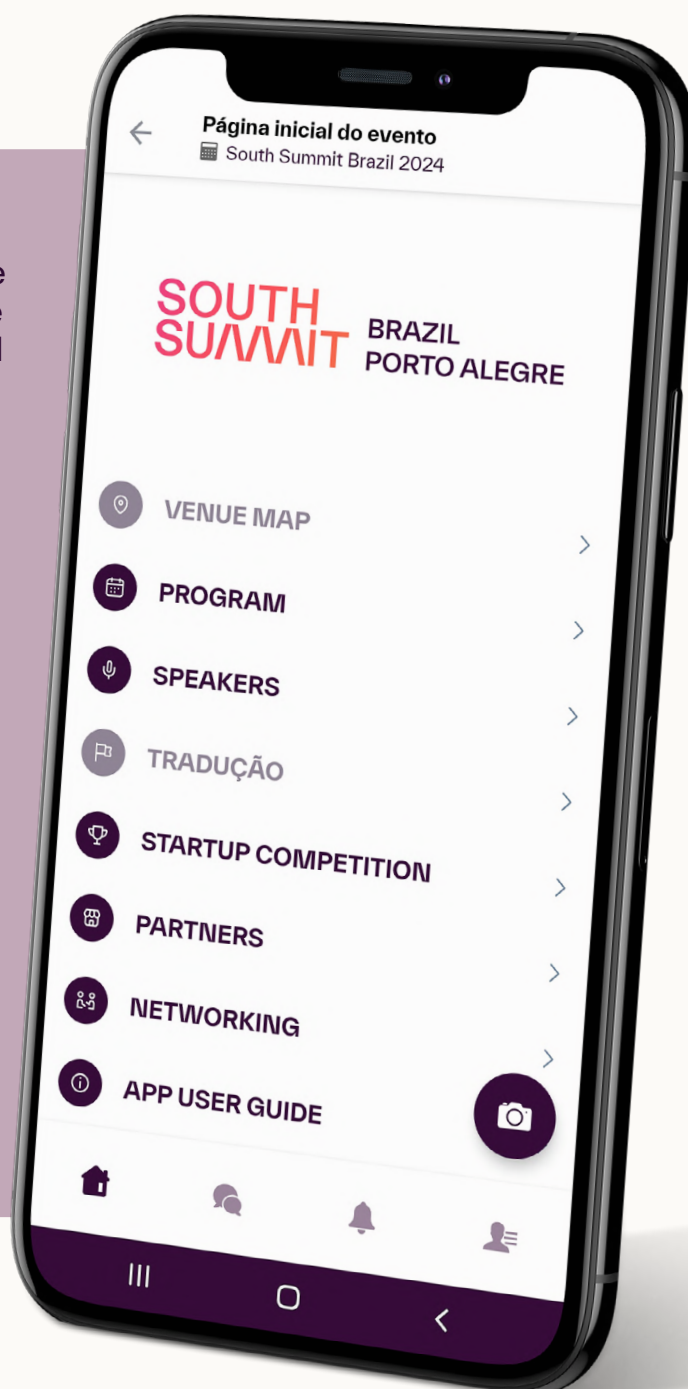 Página inicial do evento
South Summit Brazil 2024
SOUTH
SUMMIT
BRAZIL
PORTO ALEGRE
VENUE MAP
PROGRAM
SPEAKERS
TRADUÇÃO
STARTUP COMPETITION
PARTNERS
NETWORKING
APP USER GUIDE